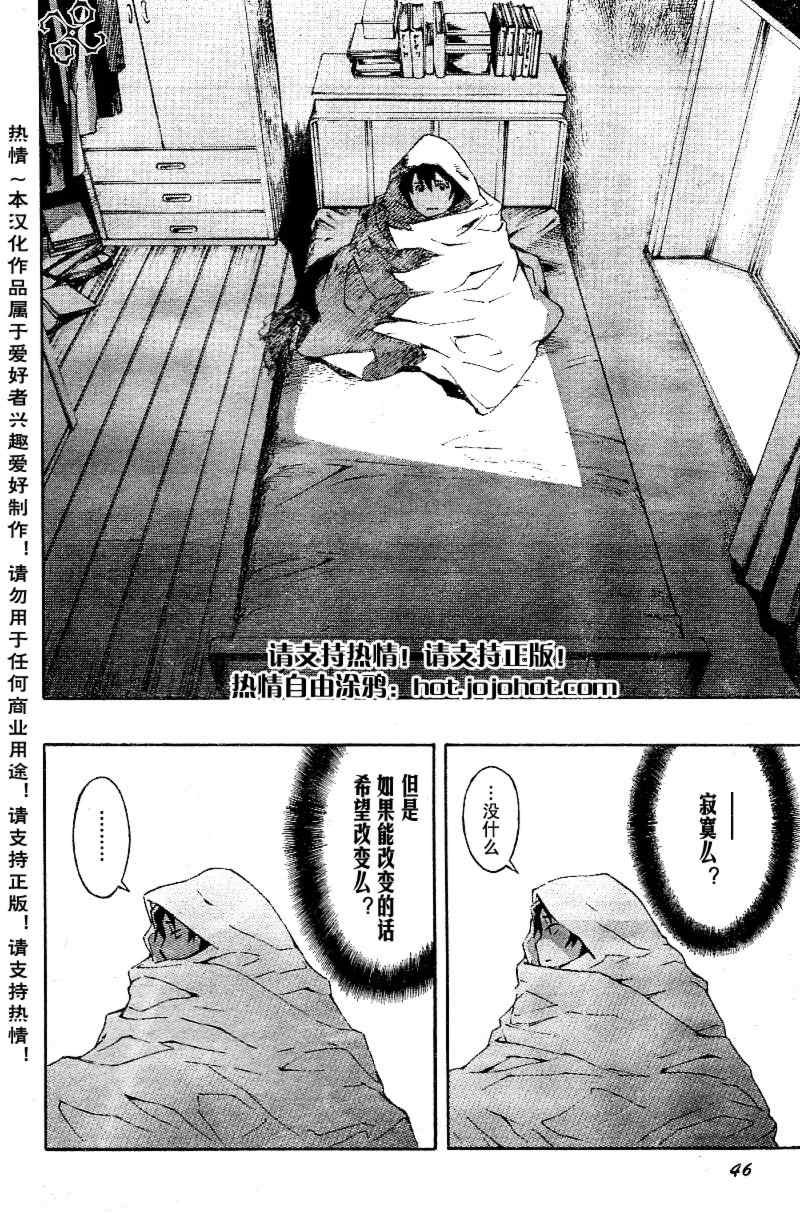 热情～本汉化作品属于爱好者兴趣爱好制作！请勿用于任何商业用途！请支持正版！请支持热情！
请支持热情！请支持正版！
热情自由涂鸦：hot.jojohot.com
——
寂寞么？
…没什么
但是
如果能改变的话
希望改变么？
………
46